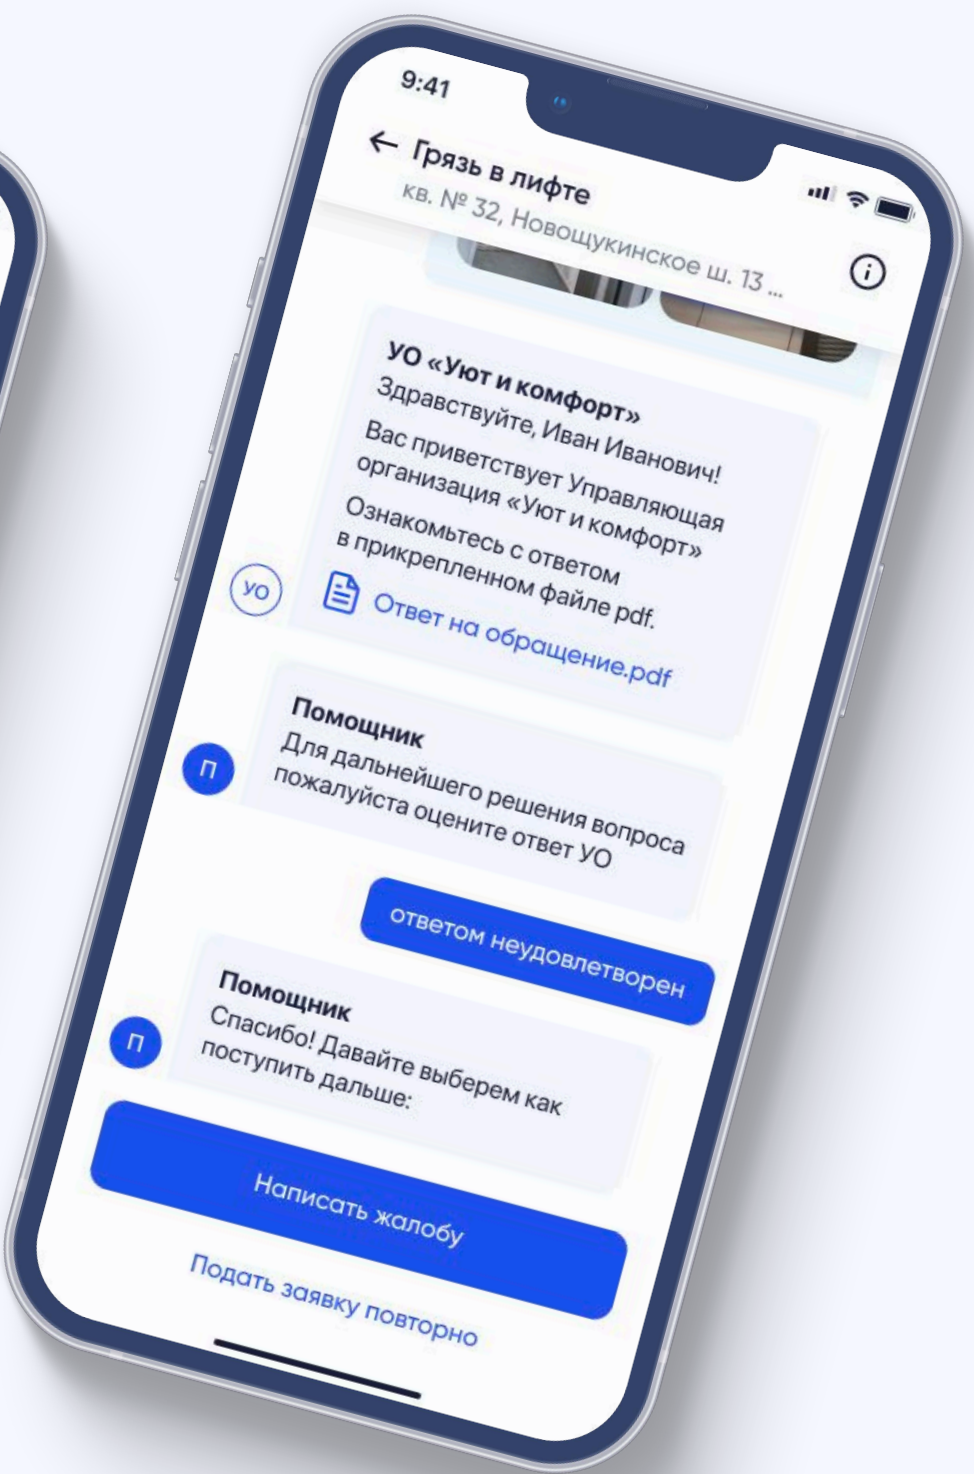 9:41
← Грязь в лифте
кв. № 32, Новощукинское ш. 13 ...
УО «Уют и комфорт»
Здравствуйте, Иван Иванович!
Вас приветствует Управляющая
организация «Уют и комфорт»
Ознакомьтесь с ответом
в прикрепленном файле pdf.
УО
Ответ на обращение.pdf
Помощник
П
Для дальнейшего решения вопроса
пожалуйста оцените ответ УО
ответом неудовлетворен
Помощник
П
Спасибо! Давайте выберем как
поступить дальше:
Написать жалобу
Подать заявку повторно